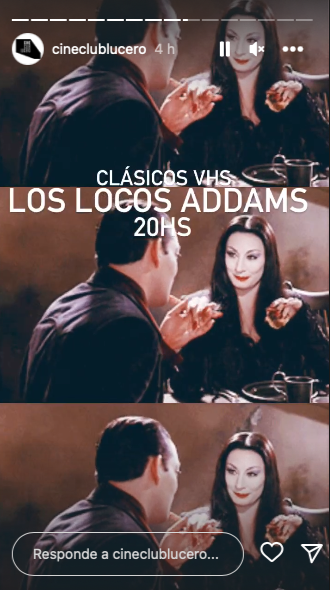 cineclublucero 4 h
CLÁSICOS VHS
LOS LOCOS ADDAMS
20HS
Responde a cineclublucero...